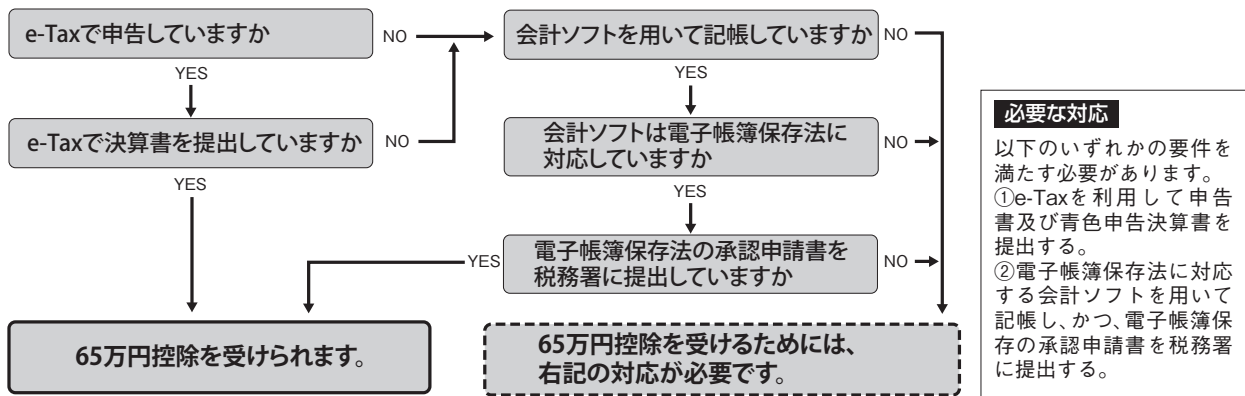 e-Taxで申告していますか
NO
YES
e-Taxで決算書を提出していますか
NO
YES
会計ソフトを用いて記帳していますか
NO
YES
会計ソフトは電子帳簿保存法に
対応していますか
NO
YES
電子帳簿保存法の承認申請書を
税務署に提出していますか
YES
NO
65万円控除を受けられます。
65万円控除を受けるためには、
右記の対応が必要です。
必要な対応
以下のいずれかの要件を
満たす必要があります。
①e-Taxを利用して申告
書及び青色申告決算書を
提出する。
②電子帳簿保存法に対応
する会計ソフトを用いて
記帳し、かつ、電子帳簿保
存の承認申請書を税務署
に提出する。